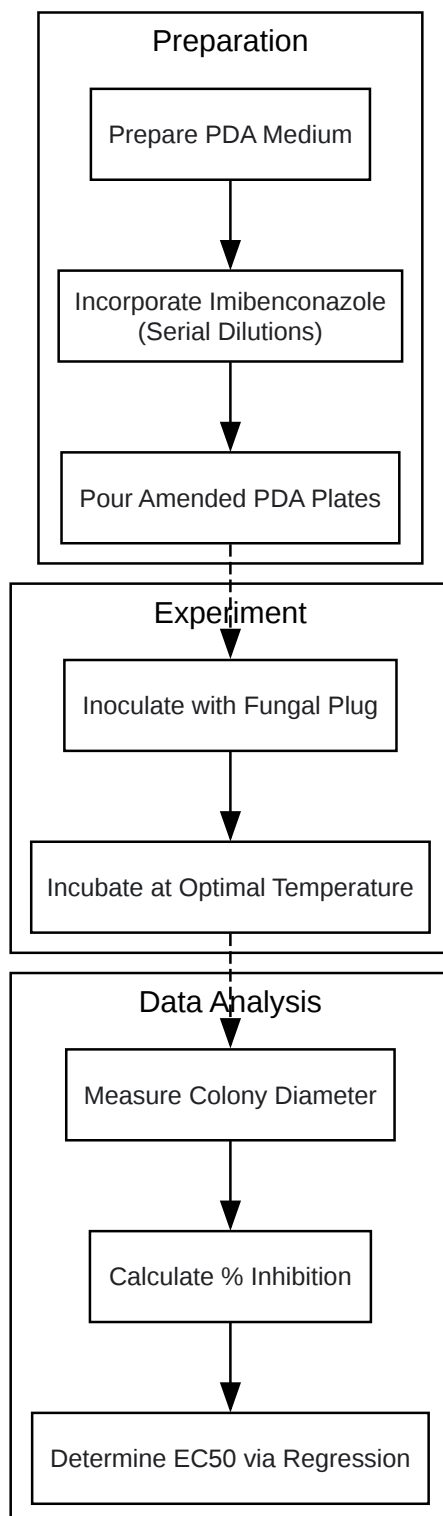 Preparation
Prepare PDA Medium
Incorporate Imibenconazole
(Serial Dilutions)
Pour Amended PDA Plates
Experiment
Inoculate with Fungal Plug
Incubate at Optimal Temperature
Data Analysis
Measure Colony Diameter
Calculate % Inhibition
Determine EC50 via Regression